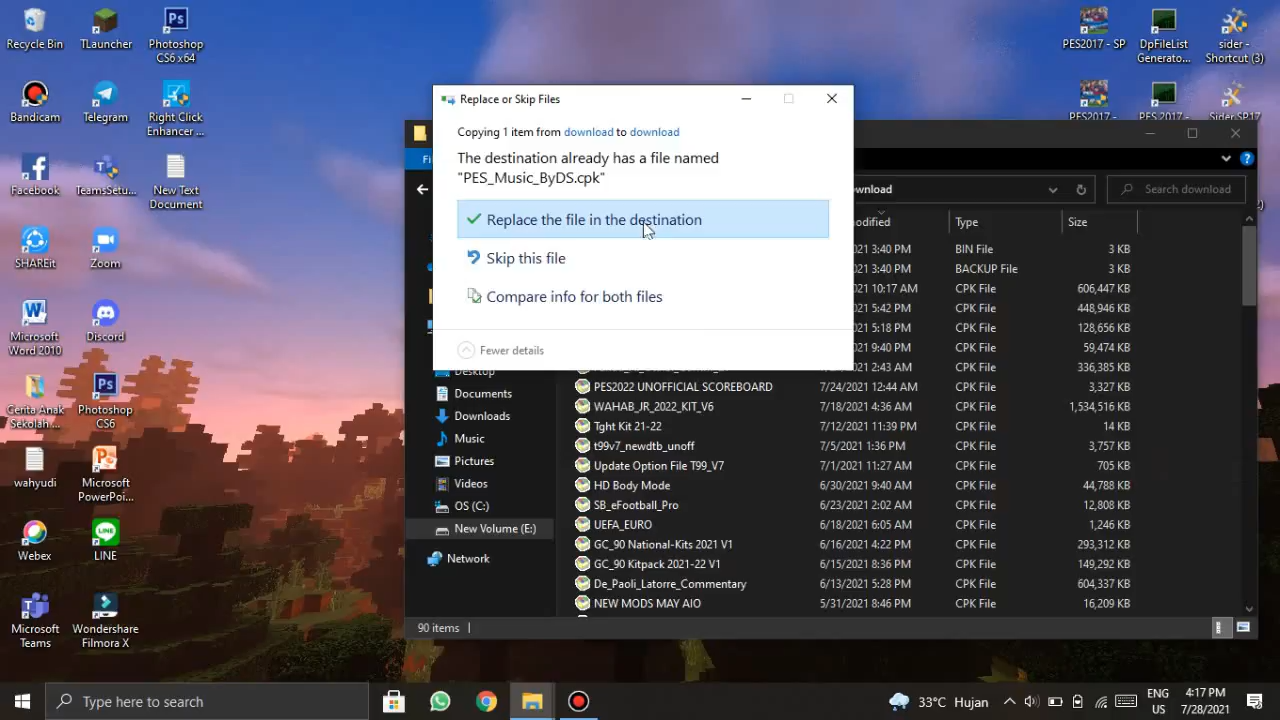 Recycle Bin
TLauncher
Photoshop
CS6 x64
Bandicam
Telegram
Right Click
Enhancer ...
Facebook
TeamsSetu...
New Text
Document
SHAREit
Zoom
Microsoft
Word 2010
Discord
Cerita Anak
Sekolah ...
Photoshop
CS6
wahyudi
Microsoft
PowerPoi...
Webex
LINE
Microsoft
Teams
Wondershare
Filmora X
PES2017 - SP
DpFileList
Generato...
sider -
Shortcut (3)
Replace or Skip Files
Copying 1 item from download to download
The destination already has a file named
"PES_Music_ByDS.cpk"
Replace the file in the destination
Skip this file
Compare info for both files
Fewer details
Fi
wnload
Search download
odified
Type
Size
21 3:40 PM BIN File 3 KB
21 3:40 PM BACKUP File 3 KB
21 10:17 AM CPK File 606,447 KB
21 5:42 PM CPK File 448,946 KB
21 5:18 PM CPK File 128,656 KB
21 9:40 PM CPK File 59,474 KB
21 2:43 AM CPK File 336,385 KB
PES2022 UNOFFICIAL SCOREBOARD 7/24/2021 12:44 AM CPK File 3,327 KB
WAHAB_JR_2022_KIT_V6 7/18/2021 4:36 AM CPK File 1,534,516 KB
Tght Kit 21-22 7/12/2021 11:39 PM CPK File 14 KB
t99v7_newdtb_unoff 7/5/2021 1:36 PM CPK File 3,757 KB
Update Option File T99_V7 7/1/2021 11:27 AM CPK File 705 KB
HD Body Mode 6/30/2021 9:40 AM CPK File 44,788 KB
SB_eFootball_Pro 6/23/2021 2:02 AM CPK File 12,808 KB
UEFA_EURO 6/18/2021 6:05 AM CPK File 1,246 KB
GC_90 National-Kits 2021 V1 6/16/2021 4:22 PM CPK File 293,312 KB
GC_90 Kitpack 2021-22 V1 6/15/2021 8:36 PM CPK File 149,292 KB
De_Paoli_Latorre_Commentary 6/13/2021 5:28 PM CPK File 604,337 KB
NEW MODS MAY AIO 5/31/2021 8:46 PM CPK File 16,209 KB
Desktop
Documents
Downloads
Music
Pictures
Videos
OS (C:)
New Volume (E:)
Network
90 items
Type here to search
33°C Hujan
ENG
US
4:17 PM
7/28/2021